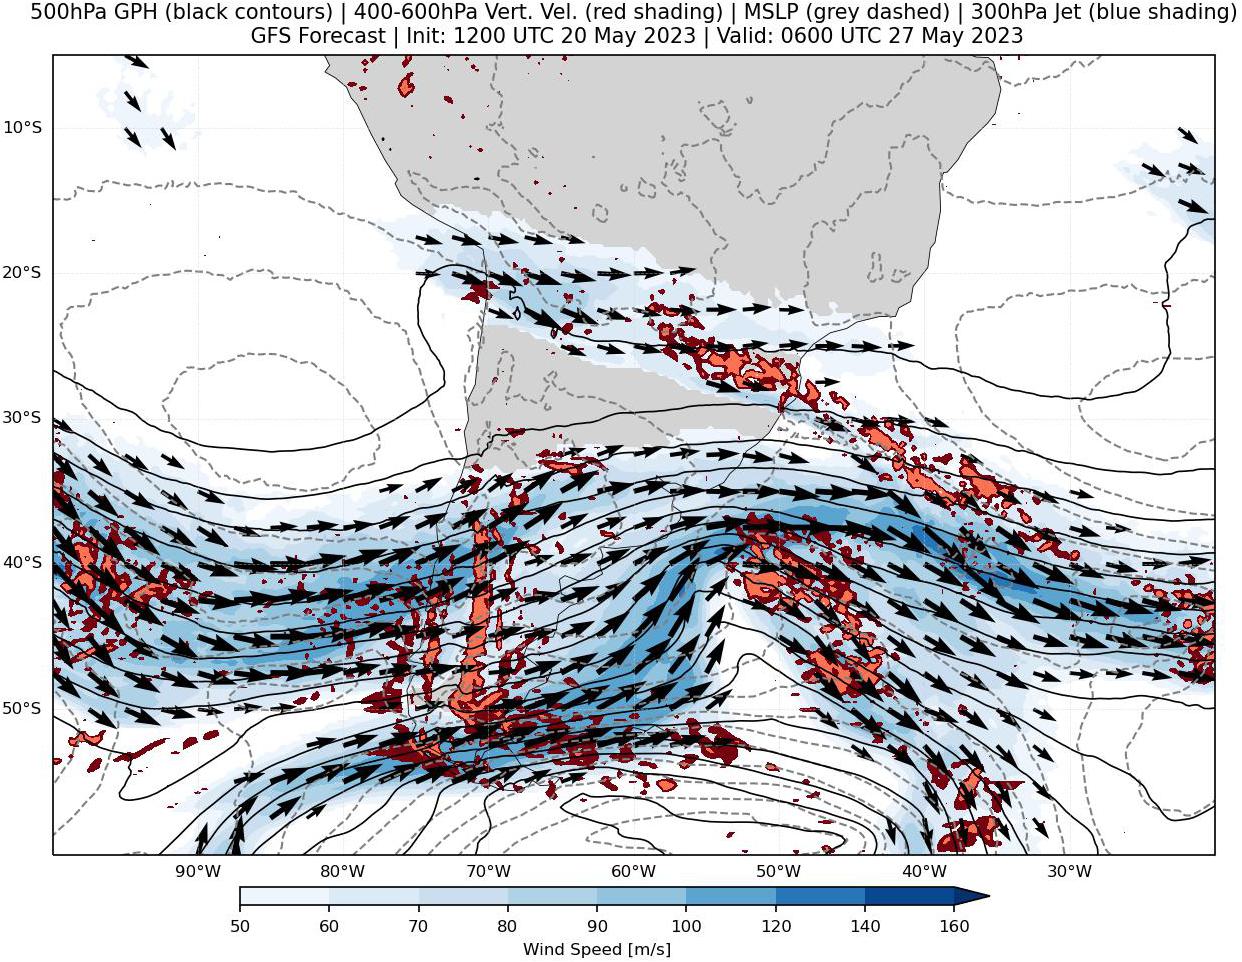 500hPa GPH (black contours) | 400-600hPa Vert. Vel. (red shading) | MSLP (grey dashed) | 300hPa Jet (blue shading)
GFS Forecast | Init: 1200 UTC 20 May 2023 | Valid: 0600 UTC 27 May 2023
10°S
20°S
30°S
40°S
50°S
90°W 80°W 70°W 60°W 50°W 40°W 30°W
50 60 70 80 90 100 120 140 160
Wind Speed [m/s]